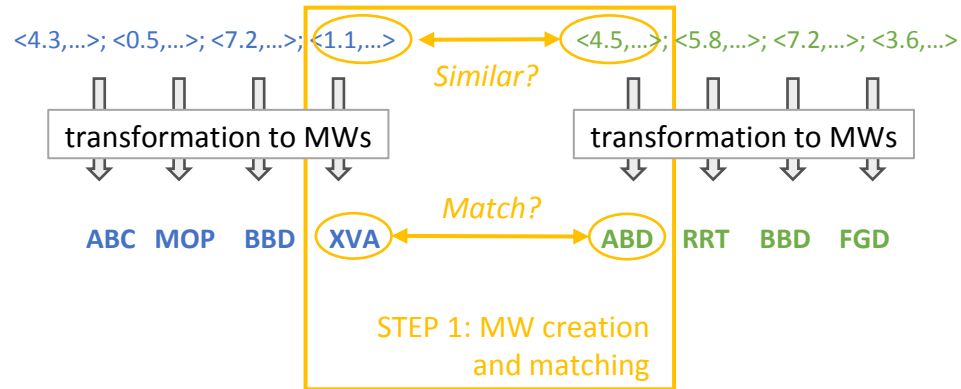 <4.3,…>; <0.5,…>; <7.2,…>; <1.1,…> <4.5,…>; <5.8,…>; <7.2,…>; <3.6,…>
Similar?
transformation to MWs transformation to MWs
Match?
ABC MOP BBD XVA ABD RRT BBD FGD
STEP 1: MW creation
and matching